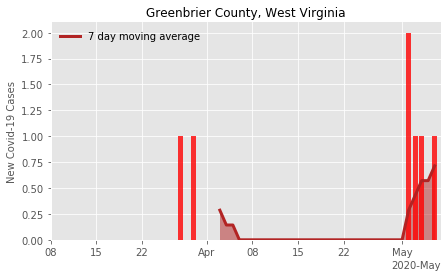 Greenbrier County, West Virginia
7 day moving average
New Covid-19 Cases
2.00
1.75
1.50
1.25
1.00
0.75
0.50
0.25
0.00
08 15 22 Apr 08 15 22 May
2020-May